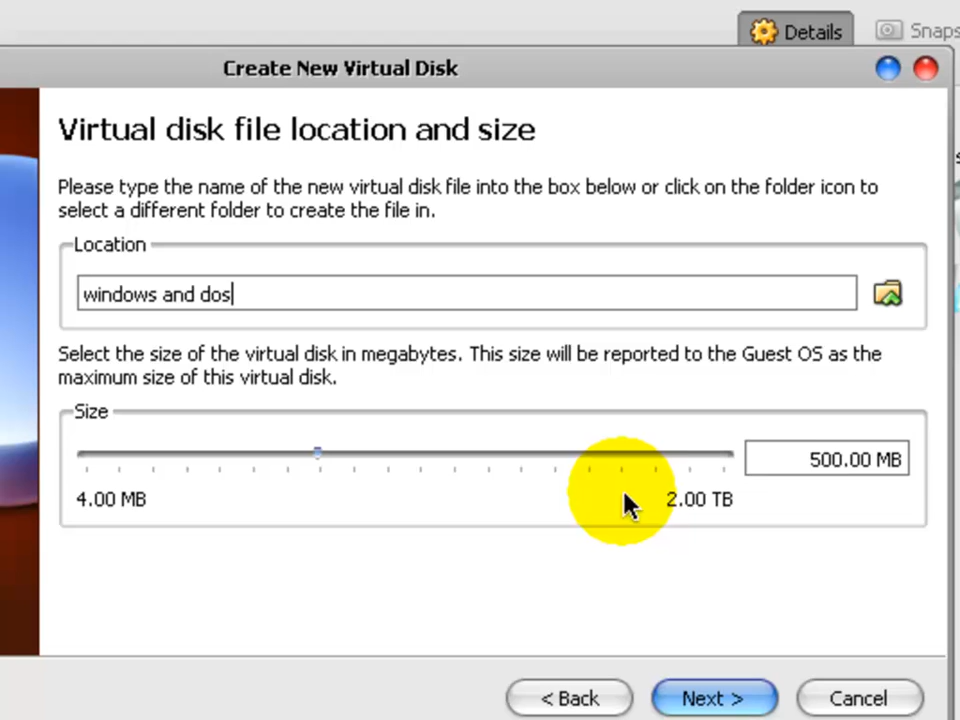 Details
Snaps
Create New Virtual Disk
Virtual disk file location and size
Please type the name of the new virtual disk file into the box below or click on the folder icon to
select a different folder to create the file in.
Location
windows and dos
Select the size of the virtual disk in megabytes. This size will be reported to the Guest OS as the
maximum size of this virtual disk.
Size
500.00 MB
4.00 MB
2.00 TB
< Back
Next >
Cancel